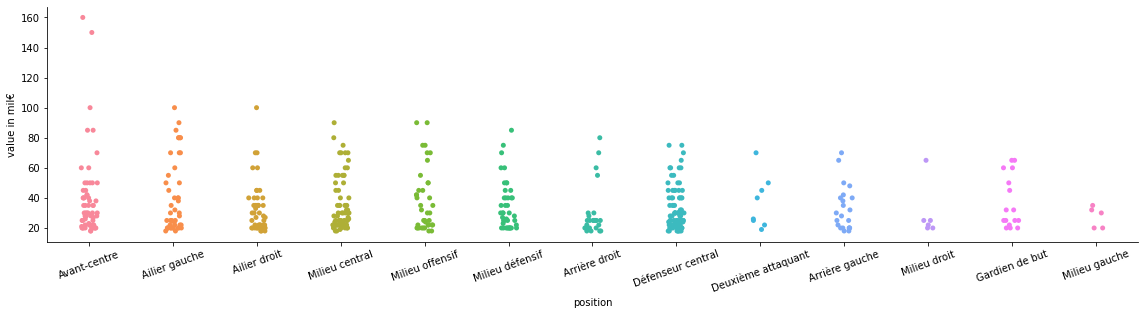 value in mil€
160
140
120
100
80
60
40
20
Avant-centre
Ailier gauche
Ailier droit
Milieu central
Milieu offensif
Milieu défensif
Arrière droit
Défenseur central
Deuxième attaquant
Arrière gauche
Milieu droit
Gardien de but
Milieu gauche
position